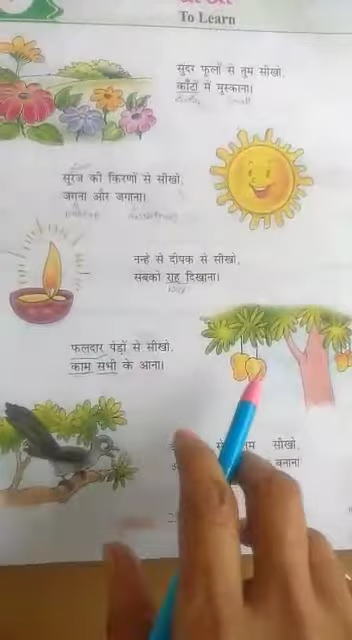 To Learn
सुंदर फूलों से तुम सीखो,
काँटों में मुस्काना।
सूरज की किरणों से सीखो,
जगना और जगाना।
नन्हे से दीपक से सीखो,
सबको राह दिखाना।
फलदार पेड़ों से सीखो,
काम सभी के आना।
सीखो,
बनाना